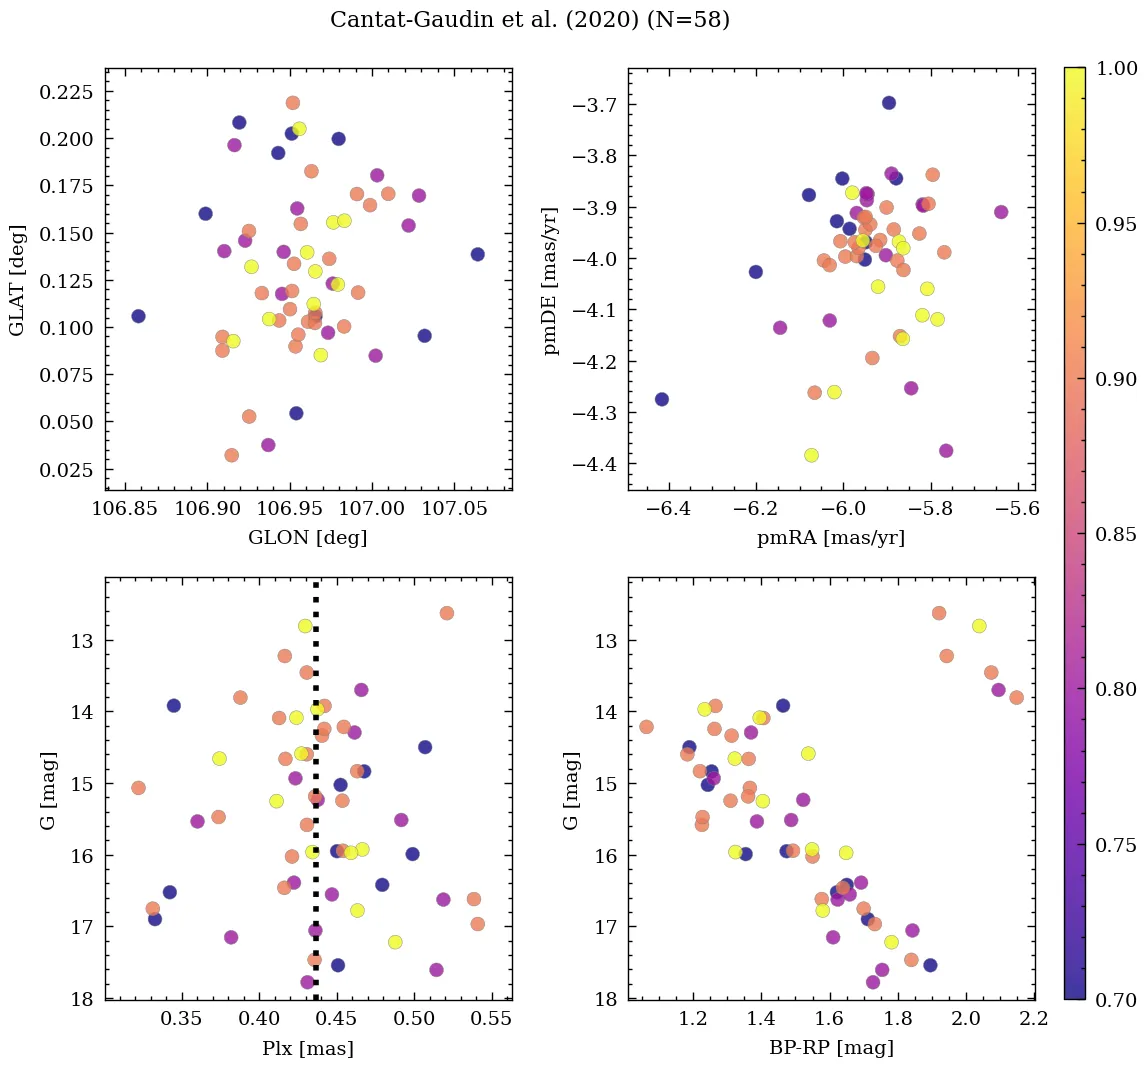 Cantat-Gaudin et al. (2020) (N=58)
0.225
0.200
0.175
0.150
0.125
0.100
0.075
0.050
0.025
GLAT [deg]
106.85 106.90 106.95 107.00 107.05
GLON [deg]
−3.7
−3.8
−3.9
−4.0
−4.1
−4.2
−4.3
−4.4
pmDE [mas/yr]
−6.4 −6.2 −6.0 −5.8 −5.6
pmRA [mas/yr]
13
14
15
16
17
18
G [mag]
0.35 0.40 0.45 0.50 0.55
Plx [mas]
13
14
15
16
17
18
G [mag]
1.2 1.4 1.6 1.8 2.0 2.2
BP-RP [mag]
1.00
0.95
0.90
0.85
0.80
0.75
0.70